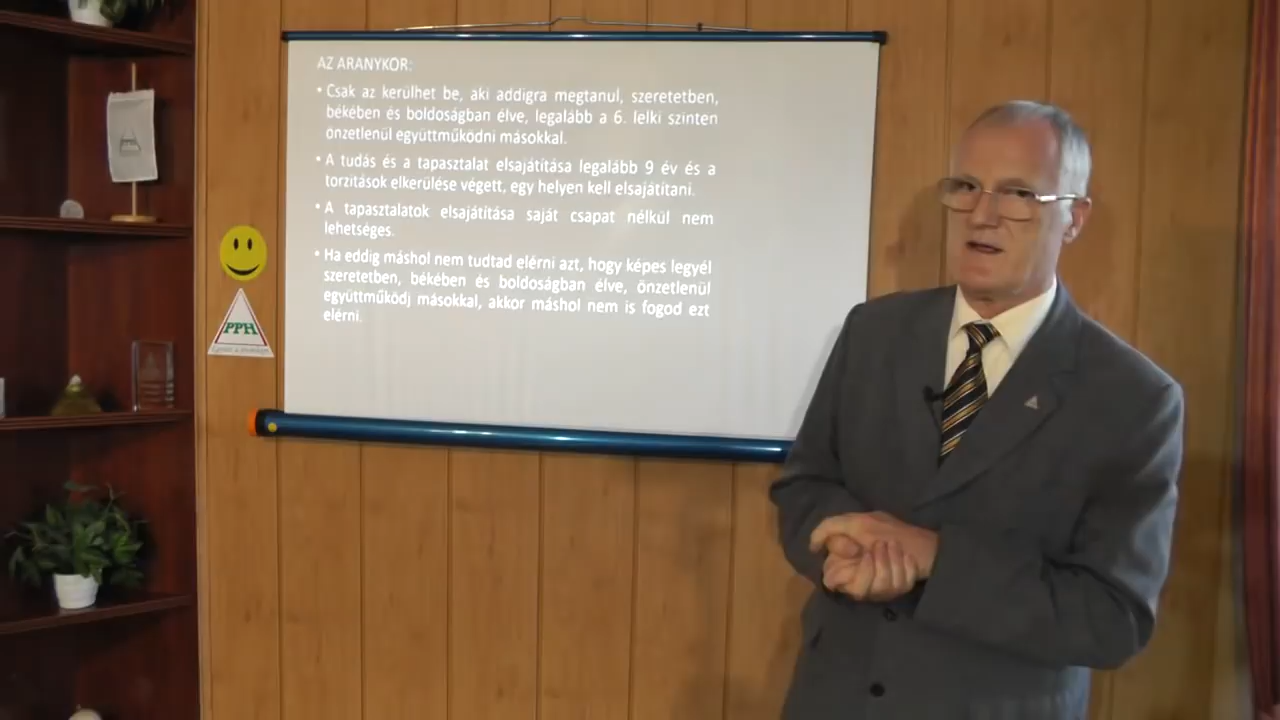 AZ ARANYKOR:
• Csak az kerülhet be, aki addigra megtanul, szeretetben,
békében és boldoságban élve, legalább a 6. lelki szinten
önzetlenül együttműködni másokkal.
• A tudás és a tapasztalat elsajátítása legalább 9 év és a
torzítások elkerülése végett, egy helyen kell elsajátítani.
• A tapasztalatok elsajátítása saját csapat nélkül nem
lehetséges.
• Ha eddig máshol nem tudtad elérni azt, hogy képes legyél
szeretetben, békében és boldoságban élve, önzetlenül
együttműködj másokkal, akkor máshol nem is fogod ezt
elérni.
PPH